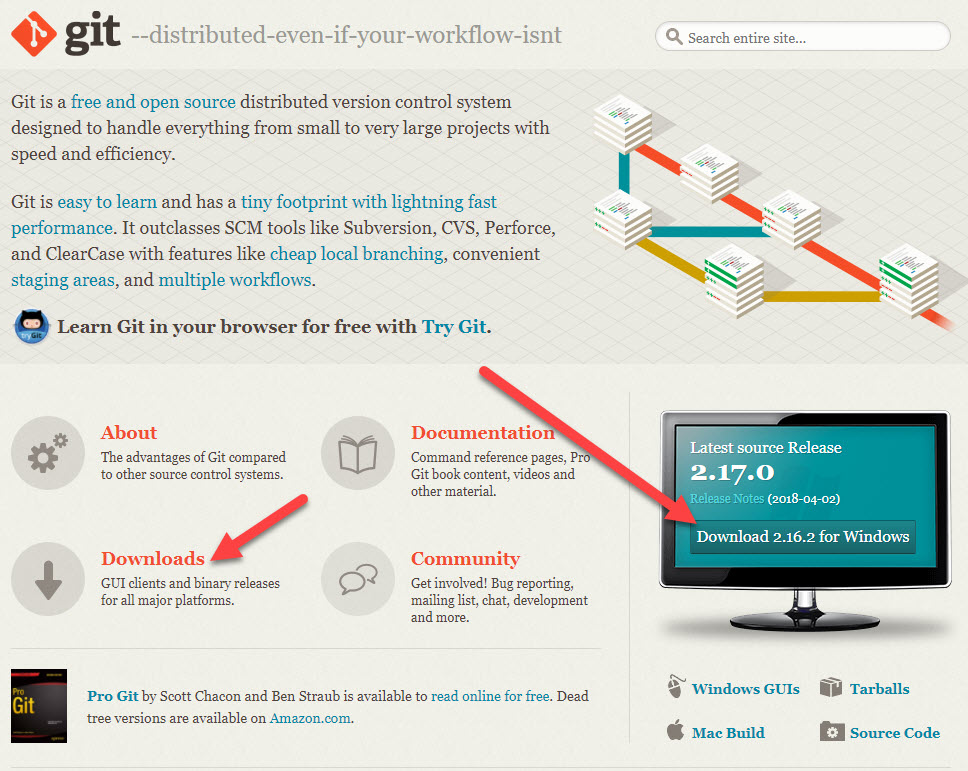 git --distributed-even-if-your-workflow-isnt
Search entire site...
Git is a free and open source distributed version control system
designed to handle everything from small to very large projects with
speed and efficiency.
Git is easy to learn and has a tiny footprint with lightning fast
performance. It outclasses SCM tools like Subversion, CVS, Perforce,
and ClearCase with features like cheap local branching, convenient
staging areas, and multiple workflows.
Learn Git in your browser for free with Try Git.
About
The advantages of Git compared
to other source control systems.
Documentation
Command reference pages, Pro
Git book content, videos and
other material.
Downloads
GUI clients and binary releases
for all major platforms.
Community
Get involved! Bug reporting,
mailing list, chat, development
and more.
Latest source Release
2.17.0
Release Notes (2018-04-02)
Download 2.16.2 for Windows
Windows GUIs
Tarballs
Mac Build
Source Code
Pro
Git
Pro Git by Scott Chacon and Ben Straub is available to read online for free. Dead
tree versions are available on Amazon.com.